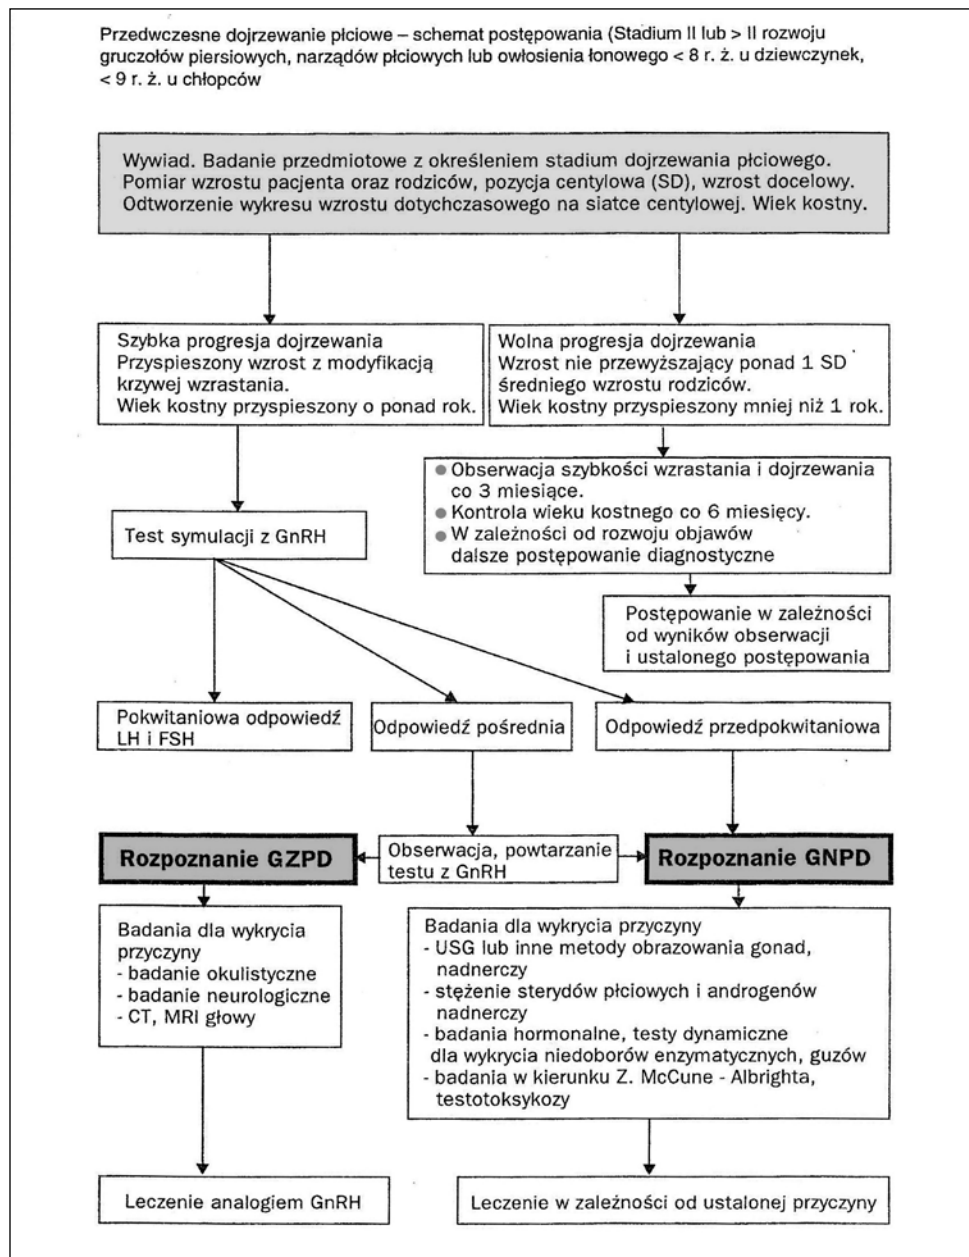 Przedwczesne dojrzewanie płciowe – schemat postępowania (Stadium II lub > II rozwoju
gruczołów piersiowych, narządów płciowych lub owłosienia łonowego < 8 r. ż. u dziewczynek,
< 9 r. ż. u chłopców
Wywiad. Badanie przedmiotowe z określeniem stadium dojrzewania płciowego.
Pomiar wzrostu pacjenta oraz rodziców, pozycja centylowa (SD), wzrost docelowy.
Odtworzenie wykresu wzrostu dotychczasowego na siatce centylowej. Wiek kostny.
Szybka progresja dojrzewania
Przyspieszony wzrost z modyfikacją
krzywej wzrastania.
Wiek kostny przyspieszony o ponad rok.
Wolna progresja dojrzewania
Wzrost nie przewyższający ponad 1 SD
średniego wzrostu rodziców.
Wiek kostny przyspieszony mniej niż 1 rok.
● Obserwacja szybkości wzrastania i dojrzewania
co 3 miesiące.
● Kontrola wieku kostnego co 6 miesięcy.
● W zależności od rozwoju objawów
dalsze postępowanie diagnostyczne
Test symulacji z GnRH
Postępowanie w zależności
od wyników obserwacji
i ustalonego postępowania
Pokwitaniowa odpowiedź
LH i FSH
Odpowiedź pośrednia
Odpowiedź przedpokwitaniowa
Rozpoznanie GZPD
Obserwacja, powtarzanie
testu z GnRH
Rozpoznanie GNPD
Badania dla wykrycia
przyczyny
- badanie okulistyczne
- badanie neurologiczne
- CT, MRI głowy
Badania dla wykrycia przyczyny
- USG lub inne metody obrazowania gonad,
nadnerczy
- stężenie sterydów płciowych i androgenów
nadnerczy
- badania hormonalne, testy dynamiczne
dla wykrycia niedoborów enzymatycznych, guzów
- badania w kierunku Z. McCune - Albrighta,
testotoksykozy
Leczenie analogiem GnRH
Leczenie w zależności od ustalonej przyczyny